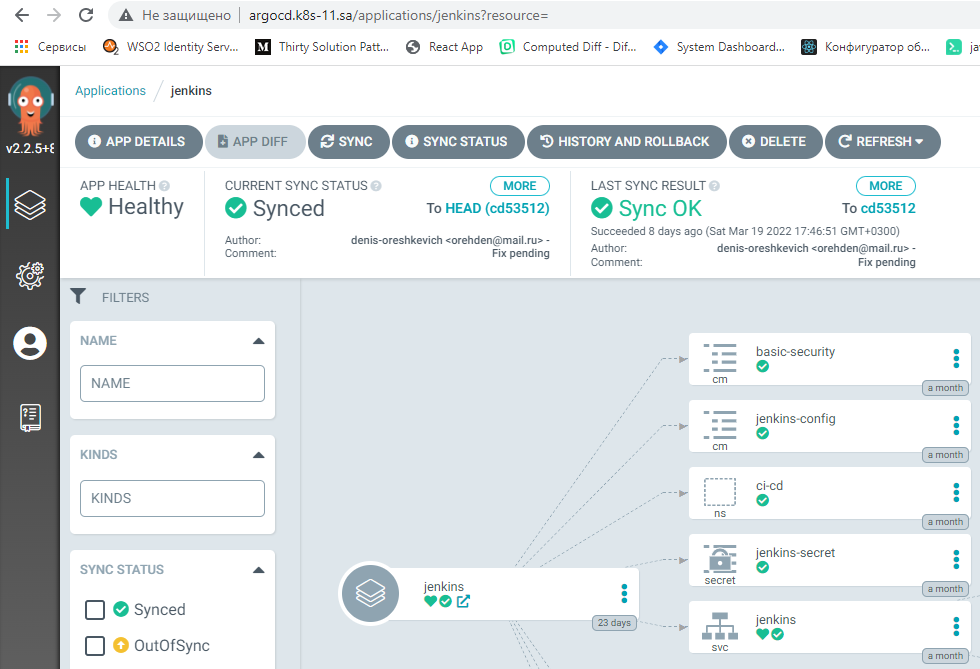 Не защищено | argocd.k8s-11.sa/applications/jenkins?resource=
Сервисы WSO2 Identity Serv... Thirty Solution Patt... React App Computed Diff - Dif... System Dashboard... Конфигуратор об... ja
Applications / jenkins
v2.2.5+8
APP DETAILS APP DIFF SYNC SYNC STATUS HISTORY AND ROLLBACK DELETE REFRESH
APP HEALTH
Healthy
CURRENT SYNC STATUS MORE
Synced To HEAD (cd53512)
Author: denis-oreshkevich <orehden@mail.ru> -
Comment: Fix pending
LAST SYNC RESULT MORE
Sync OK To cd53512
Succeeded 8 days ago (Sat Mar 19 2022 17:46:51 GMT+0300)
Author: denis-oreshkevich <orehden@mail.ru> -
Comment: Fix pending
FILTERS
NAME
NAME
KINDS
KINDS
SYNC STATUS
Synced
OutOfSync
jenkins
23 days
basic-security
cm
a month
jenkins-config
cm
a month
ci-cd
ns
a month
jenkins-secret
secret
a month
jenkins
svc
a month